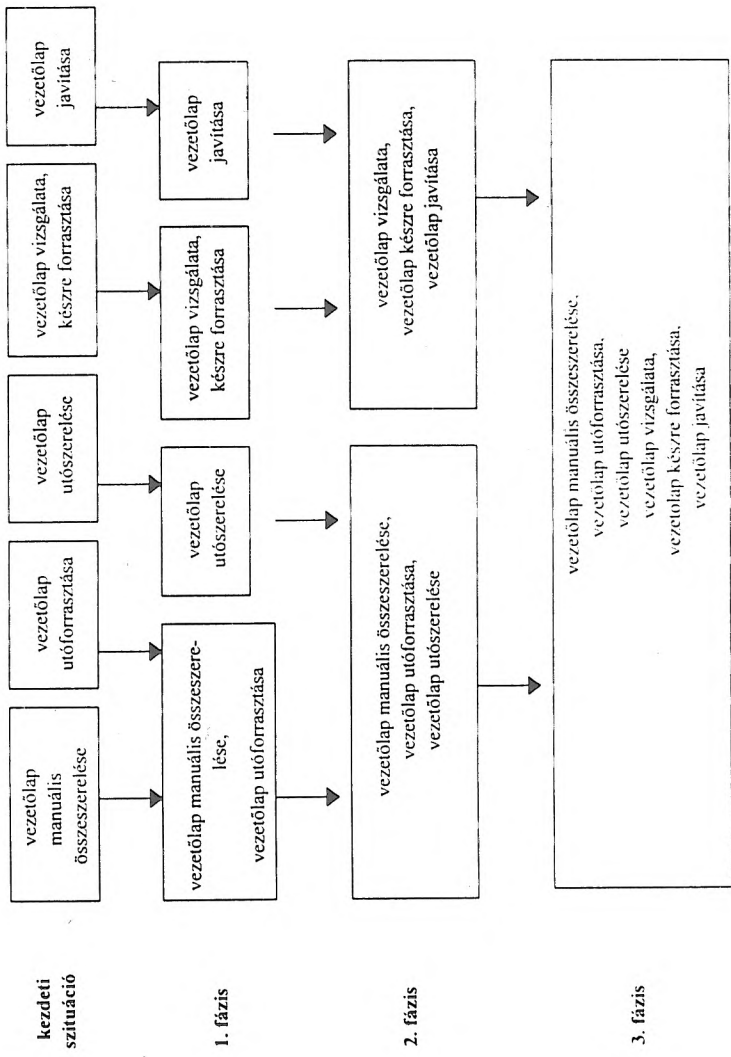 kezdeti
szituáció
vezetőlap
manuális
összeszerelése
vezetőlap
utóforrasztása
vezetőlap
utószerelése
vezetőlap vizsgálata,
készre forrasztása
vezetőlap
javítása
1. fázis
vezetőlap manuális összeszere-
lése,
vezetőlap utóforrasztása
vezetőlap
utószerelése
vezetőlap vizsgálata,
készre forrasztása
vezetőlap
javítása
2. fázis
vezetőlap manuális összeszerelése,
vezetőlap utóforrasztása,
vezetőlap utószerelése
vezetőlap vizsgálata,
vezetőlap készre forrasztása,
vezetőlap javítása
3. fázis
vezetőlap manuális összeszerelése,
vezetőlap utóforrasztása,
vezetőlap utószerelése
vezetőlap vizsgálata,
vezetőlap készre forrasztása,
vezetőlap javítása